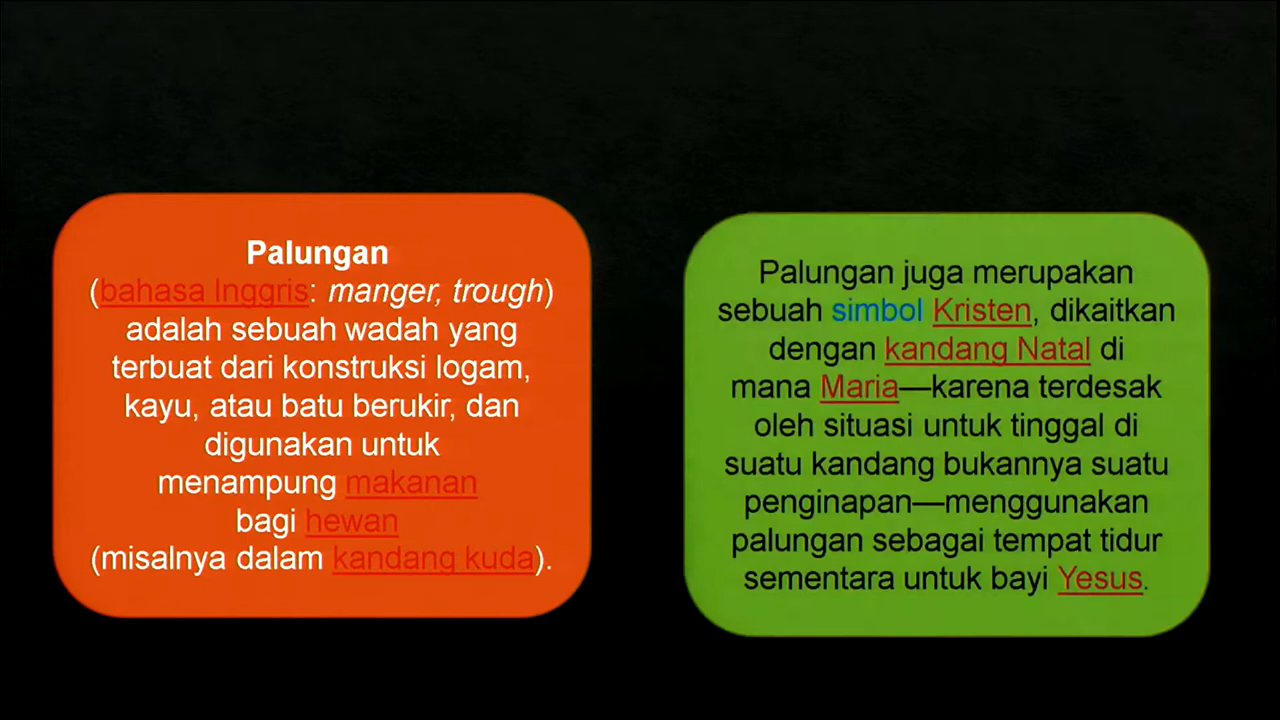 Palungan
(bahasa Inggris: manger, trough)
adalah sebuah wadah yang
terbuat dari konstruksi logam,
kayu, atau batu berukir, dan
digunakan untuk
menampung makanan
bagi hewan
(misalnya dalam kandang kuda).
Palungan juga merupakan
sebuah simbol Kristen, dikaitkan
dengan kandang Natal di
mana Maria—karena terdesak
oleh situasi untuk tinggal di
suatu kandang bukannya suatu
penginapan—menggunakan
palungan sebagai tempat tidur
sementara untuk bayi Yesus.